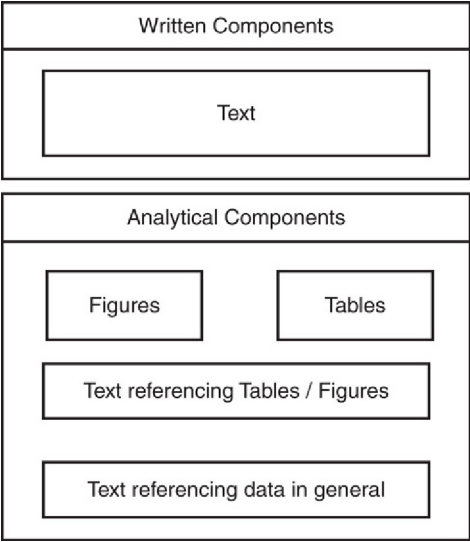 Written Components
Text
Analytical Components
Figures
Tables
Text referencing Tables / Figures
Text referencing data in general